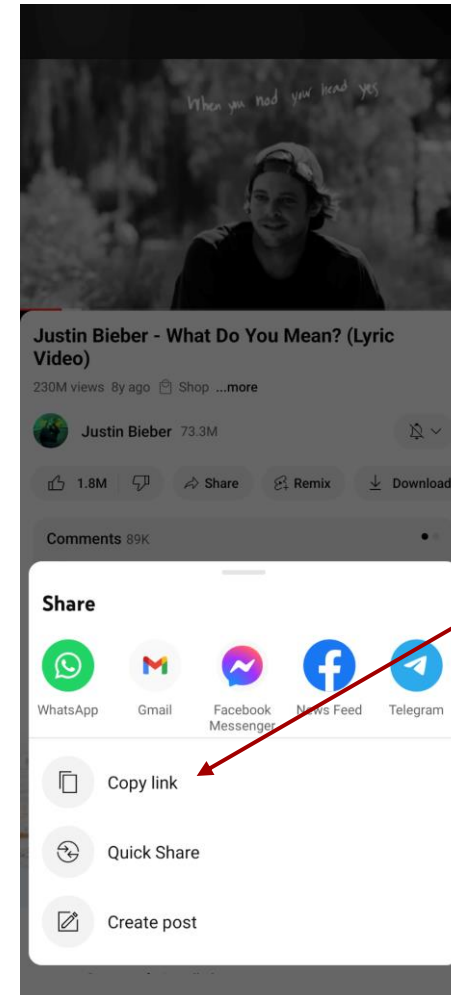 When you nod your head yes
Justin Bieber - What Do You Mean? (Lyric
Video)
230M views 8y ago Shop ...more
Justin Bieber 73.3M
1.8M Share Remix Download
Comments 89K
Share
WhatsApp Gmail Facebook News Feed Telegram
Messenger
Copy link
Quick Share
Create post